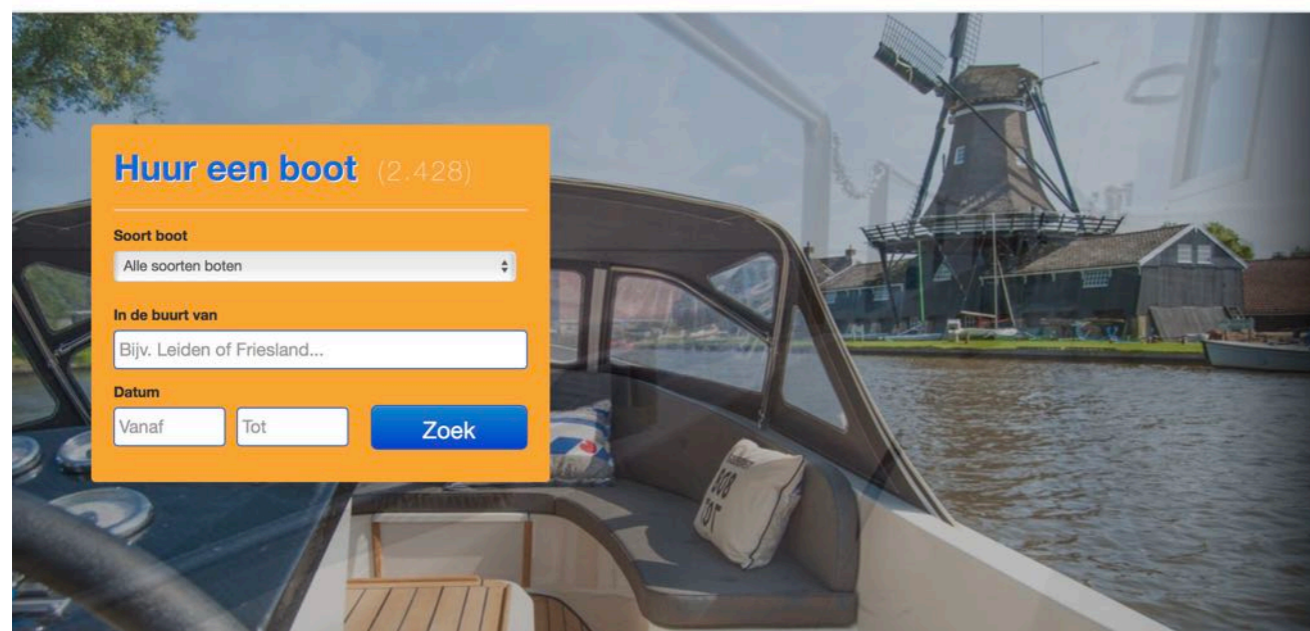 Huur een boot (2.428)
Soort boot
Alle soorten boten
In de buurt van
Bijv. Leiden of Friesland...
Datum
Vanaf Tot Zoek